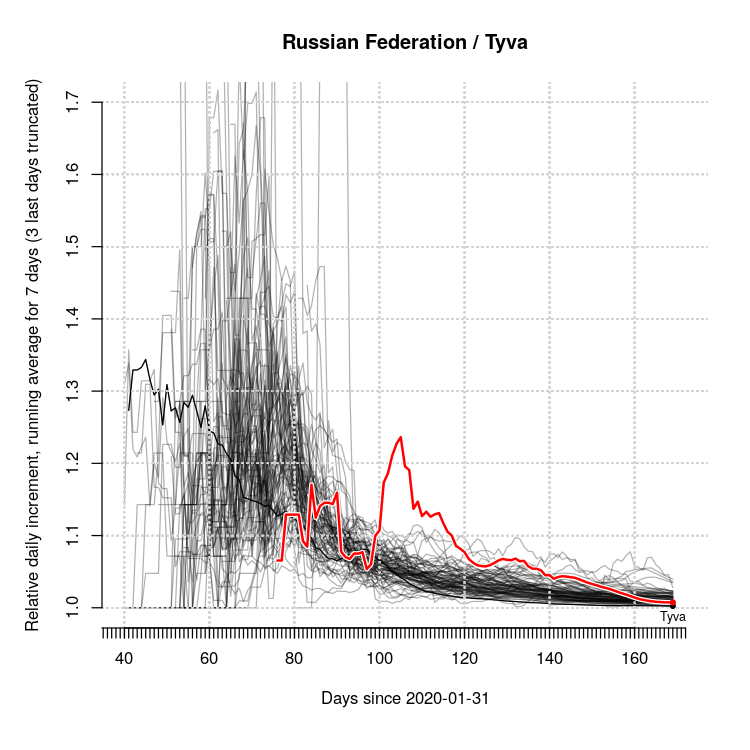 Russian Federation / Tyva
Relative daily increment, running average for 7 days (3 last days truncated)
1.7
1.6
1.5
1.4
1.3
1.2
1.1
1.0
Tyva
40 60 80 100 120 140 160
Days since 2020-01-31